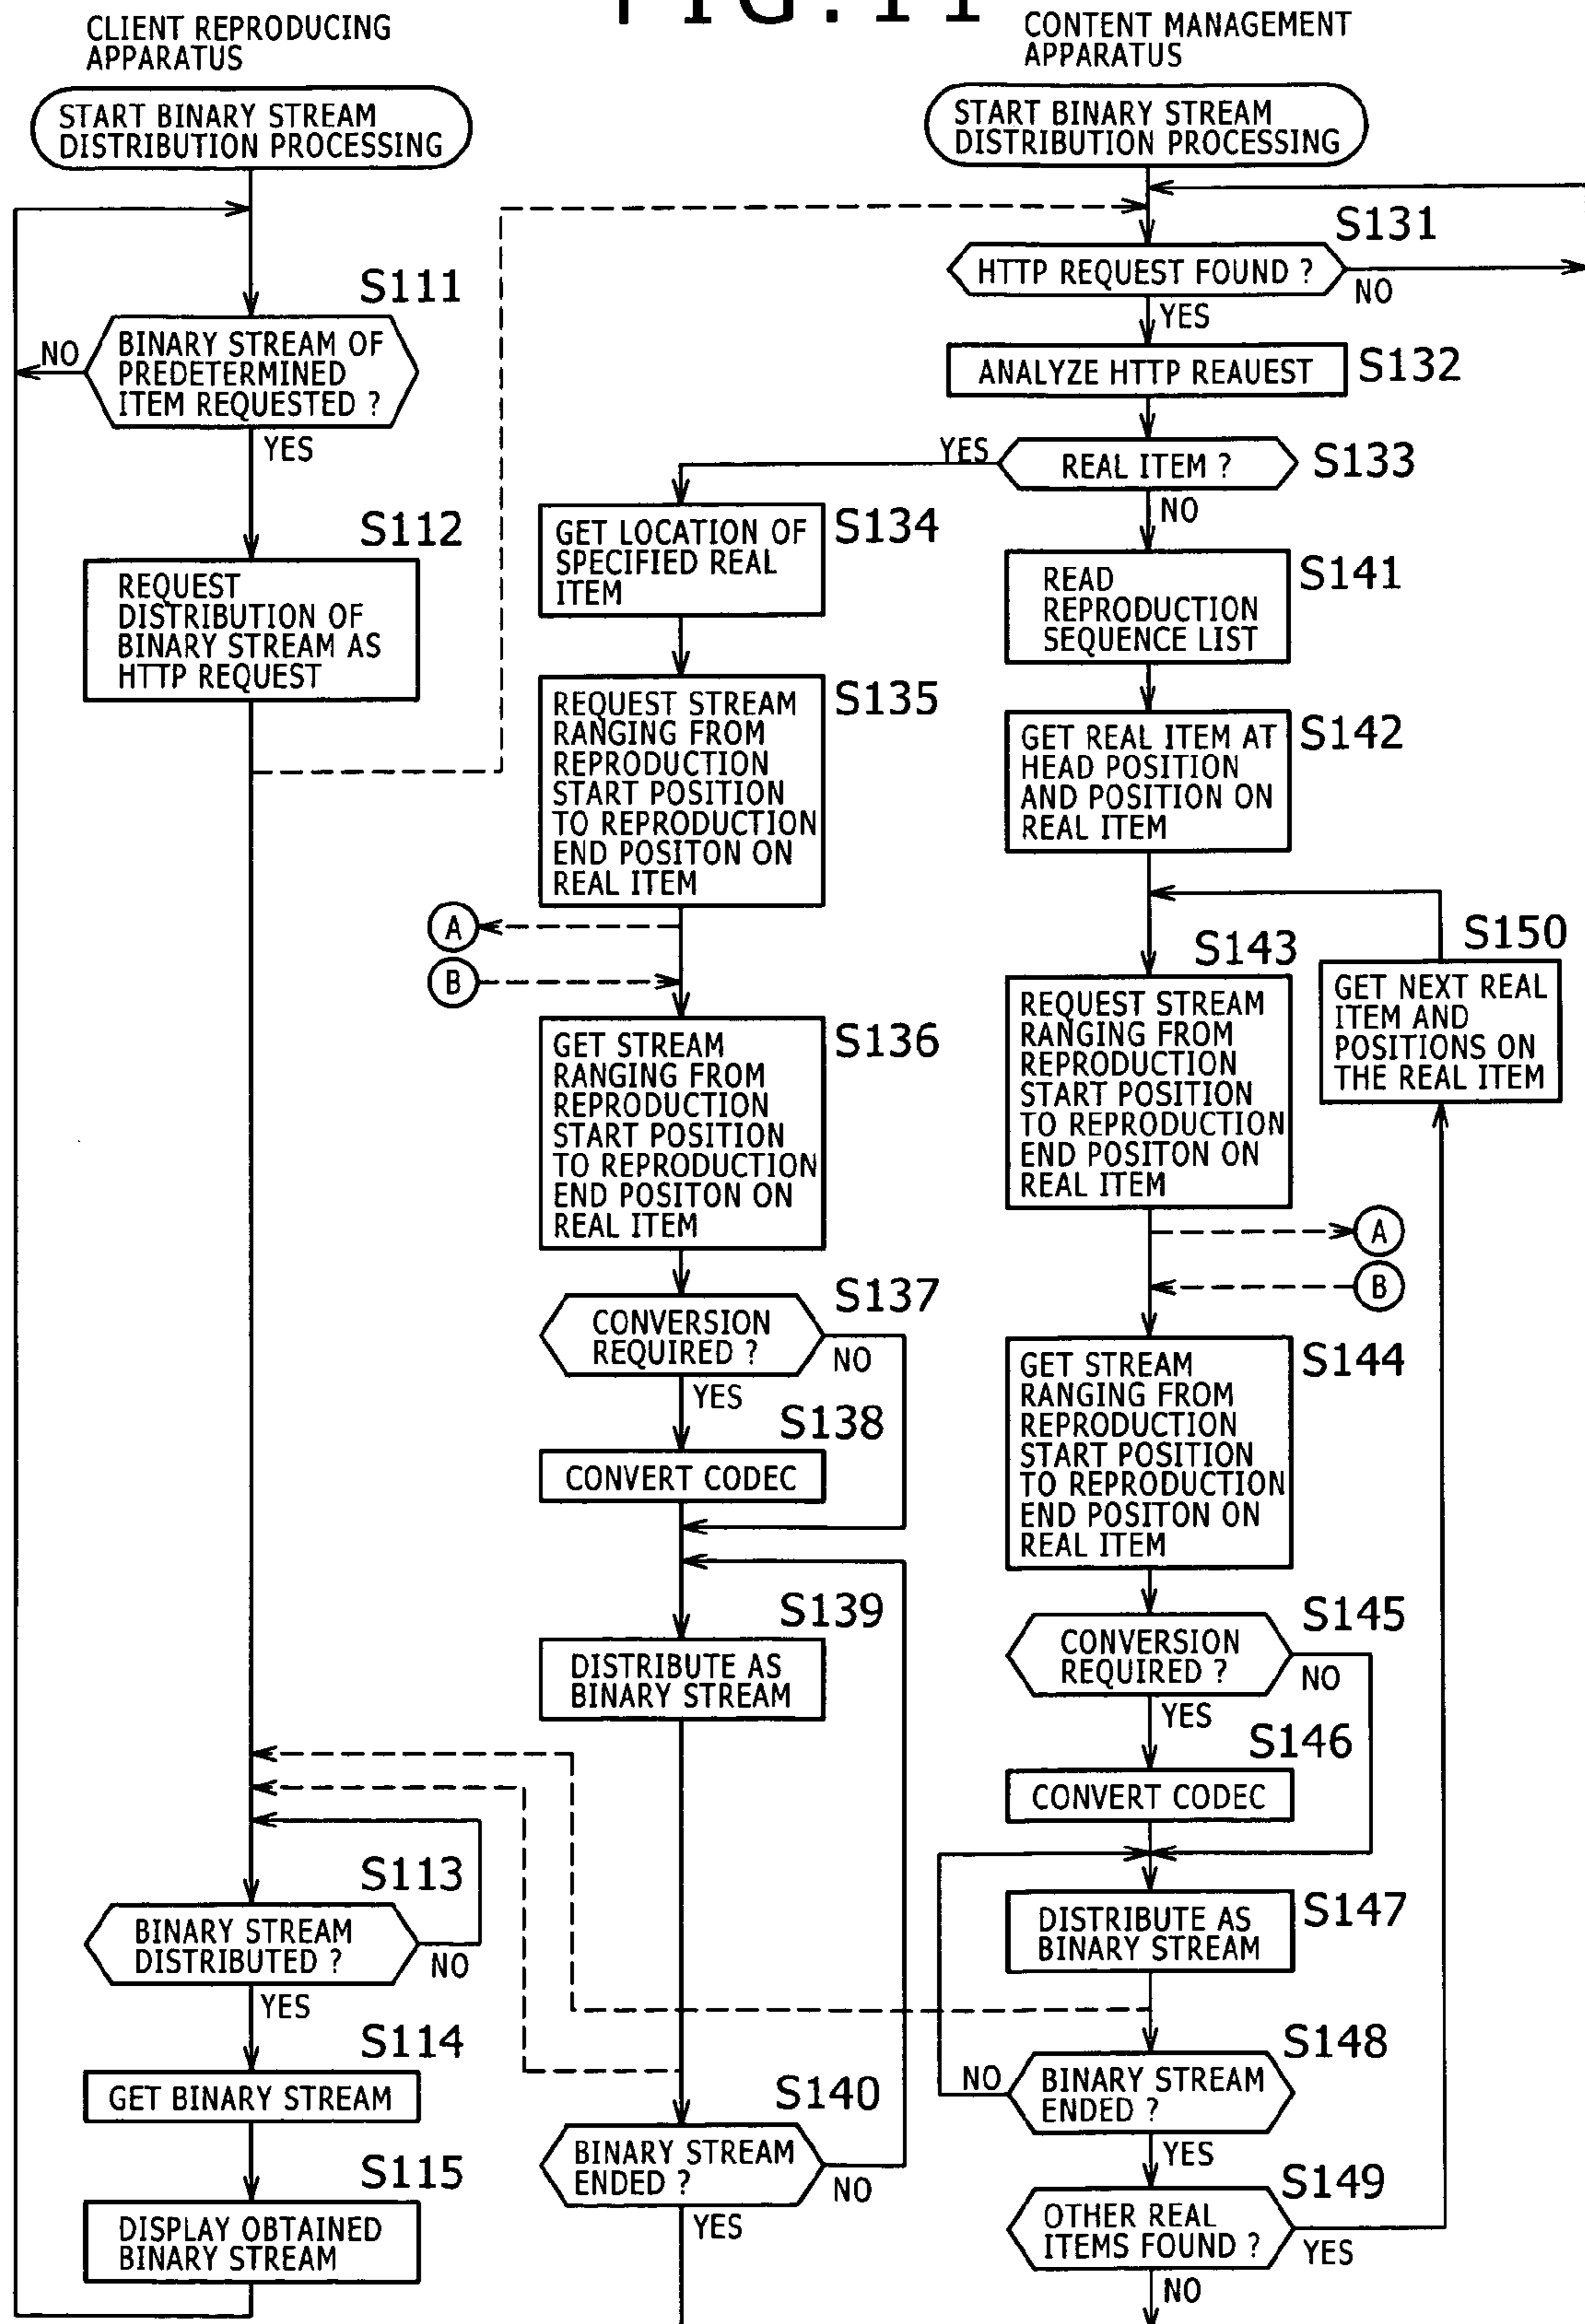 FIG.11
CLIENT REPRODUCING
APPARATUS
START BINARY STREAM
DISTRIBUTION PROCESSING
S111
BINARY STREAM OF
PREDETERMINED
ITEM REQUESTED ?
NO
YES
S112
REQUEST
DISTRIBUTION OF
BINARY STREAM AS
HTTP REQUEST
S113
BINARY STREAM
DISTRIBUTED ?
NO
YES
S114
GET BINARY STREAM
S115
DISPLAY OBTAINED
BINARY STREAM
CONTENT MANAGEMENT
APPARATUS
START BINARY STREAM
DISTRIBUTION PROCESSING
S131
HTTP REQUEST FOUND ?
NO
YES
ANALYZE HTTP REAUEST
S132
YES
REAL ITEM ?
S133
NO
GET LOCATION OF
SPECIFIED REAL
ITEM
S134
REQUEST STREAM
RANGING FROM
REPRODUCTION
START POSITION
TO REPRODUCTION
END POSITON ON
REAL ITEM
S135
A
B
GET STREAM
RANGING FROM
REPRODUCTION
START POSITION
TO REPRODUCTION
END POSITON ON
REAL ITEM
S136
S137
CONVERSION
REQUIRED ?
NO
YES
S138
CONVERT CODEC
S139
DISTRIBUTE AS
BINARY STREAM
S140
BINARY STREAM
ENDED ?
NO
YES
READ
REPRODUCTION
SEQUENCE LIST
S141
GET REAL ITEM AT
HEAD POSITION
AND POSITION ON
REAL ITEM
S142
S143
REQUEST STREAM
RANGING FROM
REPRODUCTION
START POSITION
TO REPRODUCTION
END POSITON ON
REAL ITEM
S150
GET NEXT REAL
ITEM AND
POSITIONS ON
THE REAL ITEM
A
B
GET STREAM
RANGING FROM
REPRODUCTION
START POSITION
TO REPRODUCTION
END POSITON ON
REAL ITEM
S144
S145
CONVERSION
REQUIRED ?
NO
YES
S146
CONVERT CODEC
DISTRIBUTE AS
BINARY STREAM
S147
S148
NO
BINARY STREAM
ENDED ?
YES
S149
OTHER REAL
ITEMS FOUND ?
YES
NO